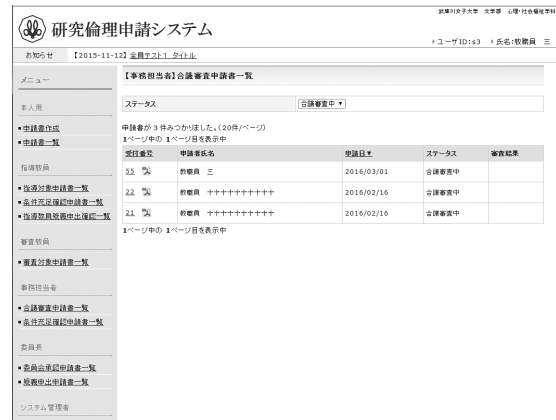 武庫川女子大学 文学部 心理・社会福祉学科
研究倫理申請システム
ユーザID:s3 氏名:教職員 三
お知らせ 【2015-11-12】全員テスト1 タイトル
メニュー
本人用
申請書作成
申請書一覧
指導教員
指導対象申請書一覧
条件充足確認申請書一覧
指導教員疑義申出確認一覧
審査教員
審査対象申請書一覧
事務担当者
合議審査申請書一覧
条件充足確認申請書一覧
委員長
委員会承認申請書一覧
疑義申出申請書一覧
システム管理者
【事務担当者】合議審査申請書一覧
ステータス 合議審査中▼
申請書が3件みつかりました。(20件/ページ)
1ページ中の 1ページ目を表示中
受付番号 申請者氏名 申請日▼ ステータス 審査結果
55 教職員 三 2016/03/01 合議審査中
22 教職員 ++++++++++ 2016/02/16 合議審査中
21 教職員 ++++++++++ 2016/02/16 合議審査中
1ページ中の 1ページ目を表示中